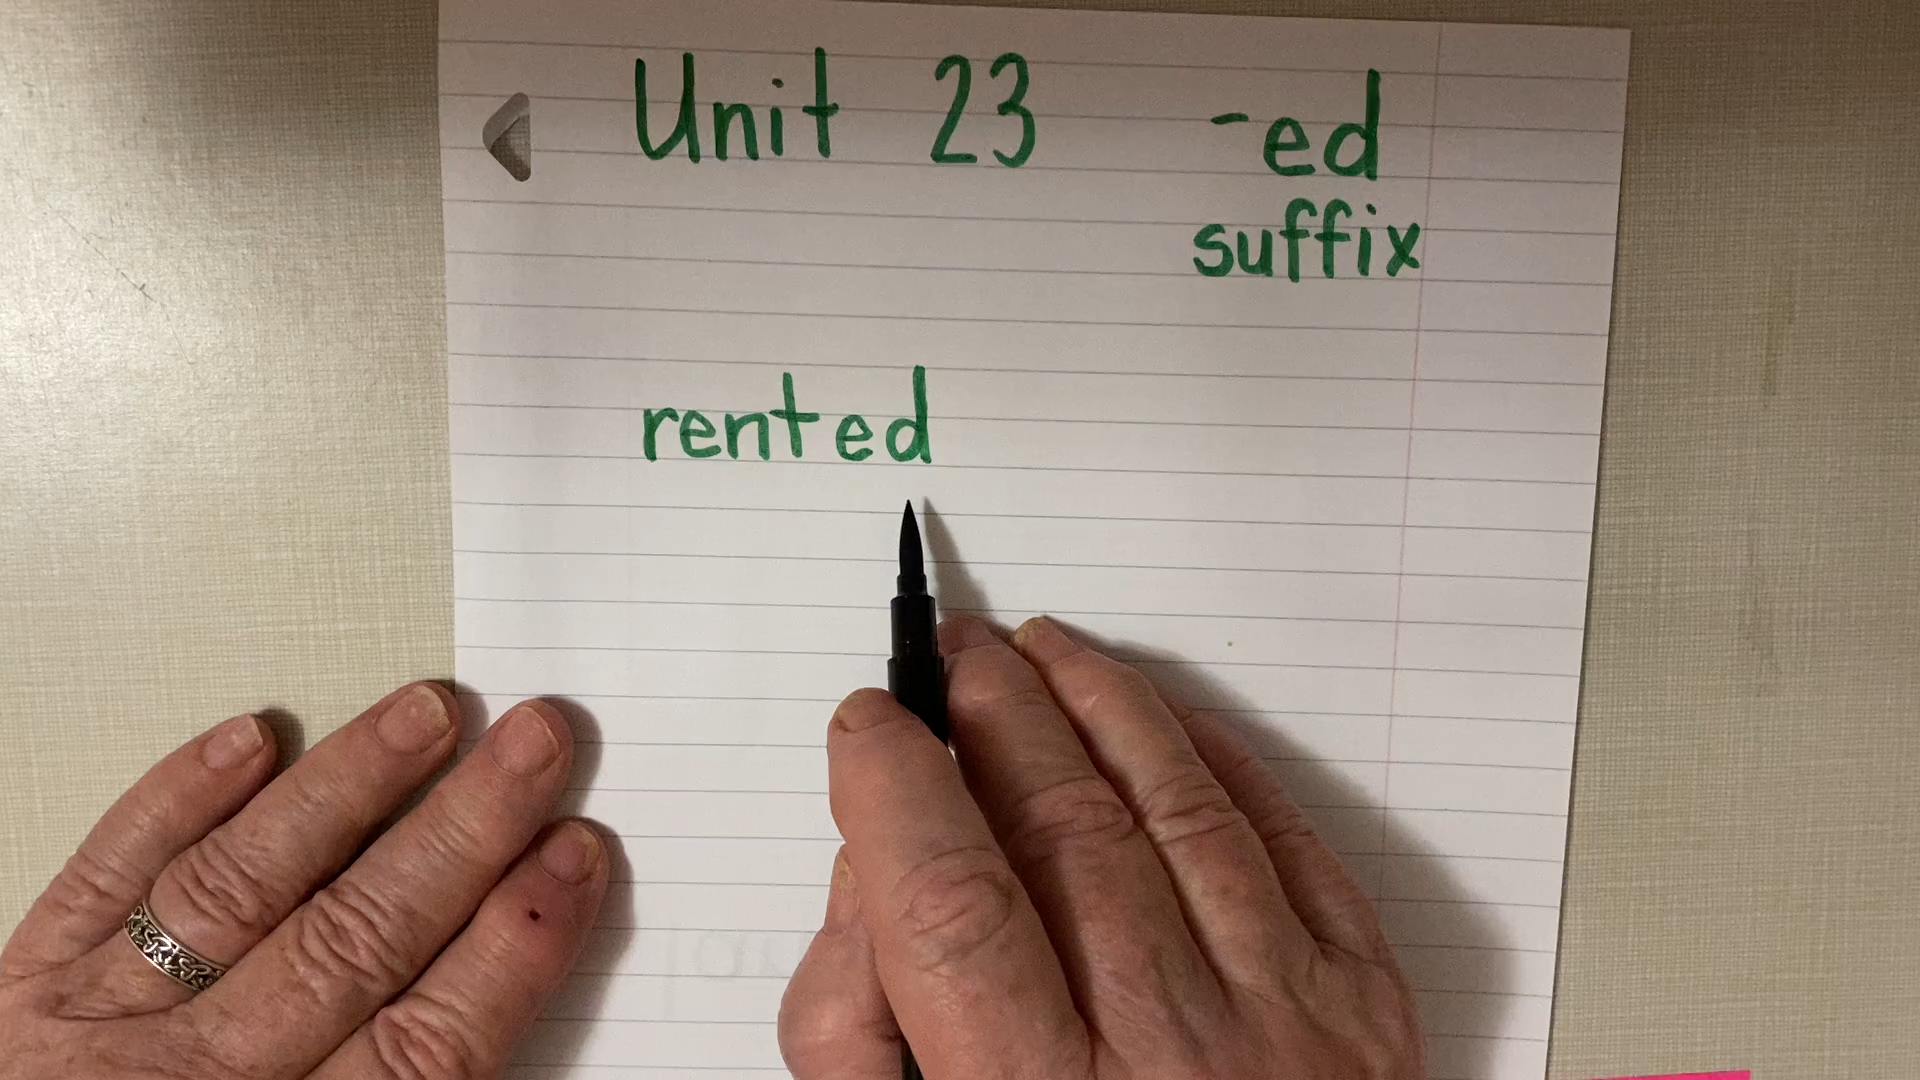 Unit 23 -ed
suffix
rented